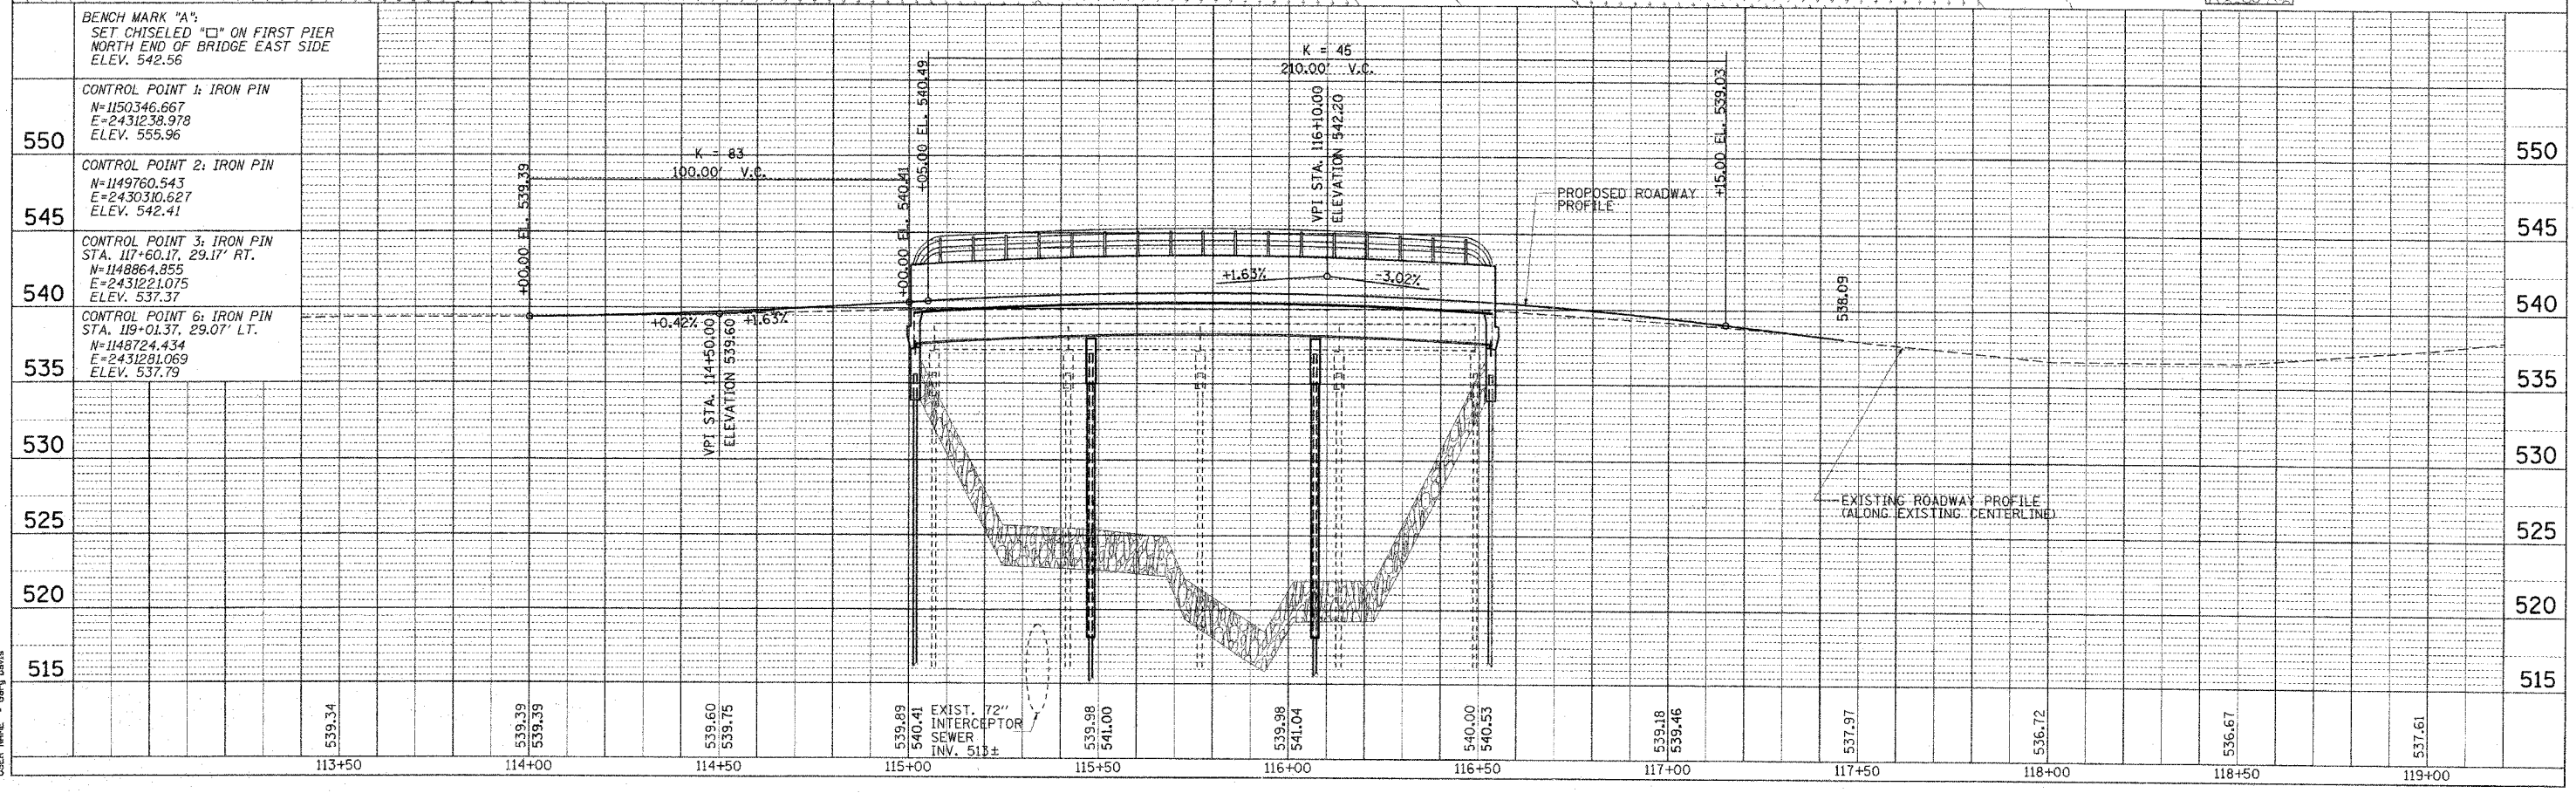 BENCH MARK "A":
SET CHISELED "□" ON FIRST PIER
NORTH END OF BRIDGE EAST SIDE
ELEV. 542.56
CONTROL POINT 1: IRON PIN
N=1150346.667
E=2431238.978
ELEV. 555.96
CONTROL POINT 2: IRON PIN
N=1149760.543
E=2430310.627
ELEV. 542.41
CONTROL POINT 3: IRON PIN
STA. 117+60.17, 29.17' RT.
N=1148864.855
E=2431221.075
ELEV. 537.37
CONTROL POINT 6: IRON PIN
STA. 119+01.37, 29.07' LT.
N=1148724.434
E=2431281.069
ELEV. 537.79
550
545
540
535
530
525
520
515
+00.00 EL. 539.39
K = 83
100.00' V.C.
+00.00 EL. 540.41
+05.00 EL. 540.49
K = 45
210.00' V.C.
VPI STA. 116+10.00
ELEVATION 542.20
+15.00 EL. 539.03
PROPOSED ROADWAY
PROFILE
+1.63%
-3.02%
+0.42%
+1.63%
VPI STA. 114+50.00
ELEVATION 539.60
538.09
EXISTING ROADWAY PROFILE
(ALONG EXISTING CENTERLINE)
550
545
540
535
530
525
520
515
EXIST. 72"
INTERCEPTOR
SEWER
INV. 513±
539.34
539.39
539.39
539.60
539.75
539.89
540.41
539.98
541.00
539.98
541.04
540.00
540.53
539.18
539.46
537.97
536.72
536.67
537.61
113+50
114+00
114+50
115+00
115+50
116+00
116+50
117+00
117+50
118+00
118+50
119+00